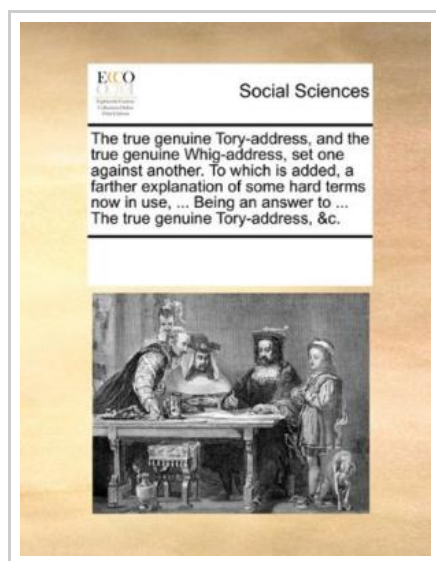 ECCO
Social Sciences
The true genuine Tory-address, and the
true genuine Whig-address, set one
against another. To which is added, a
farther explanation of some hard terms
now in use, ... Being an answer to ...
The true genuine Tory-address, &c.